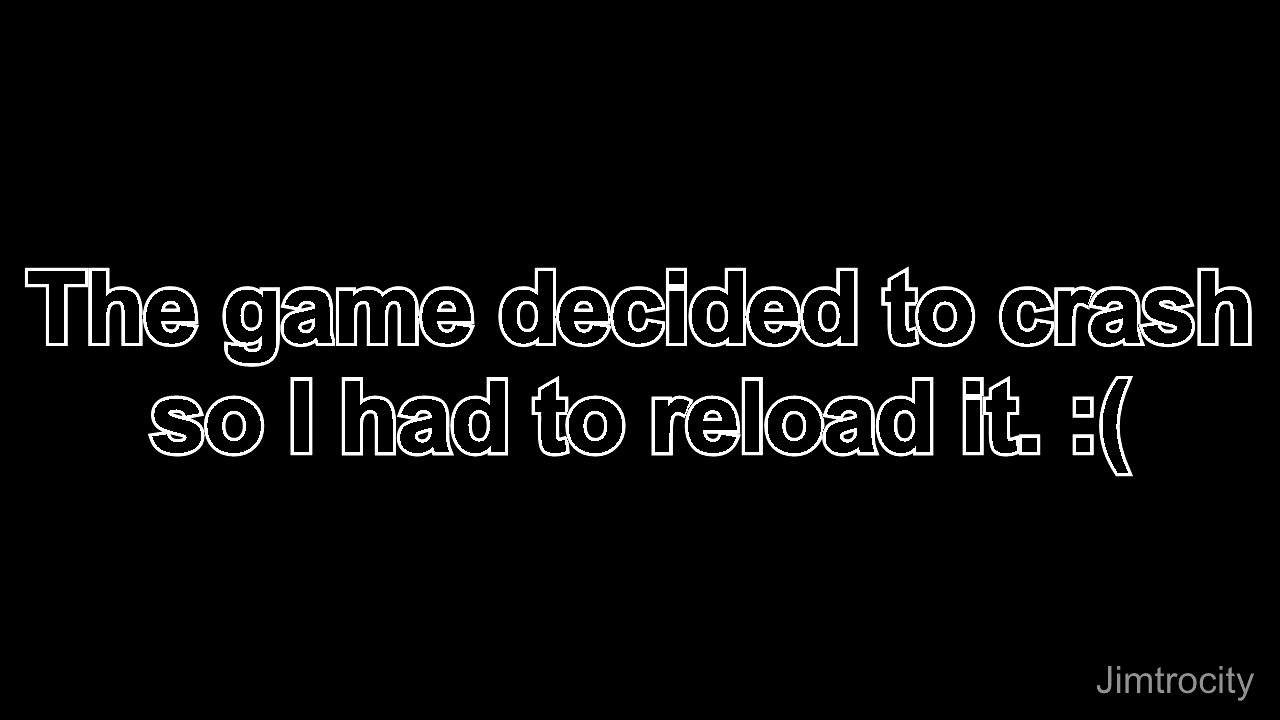 The game decided to crash
so I had to reload it. :(
Jimtrocity